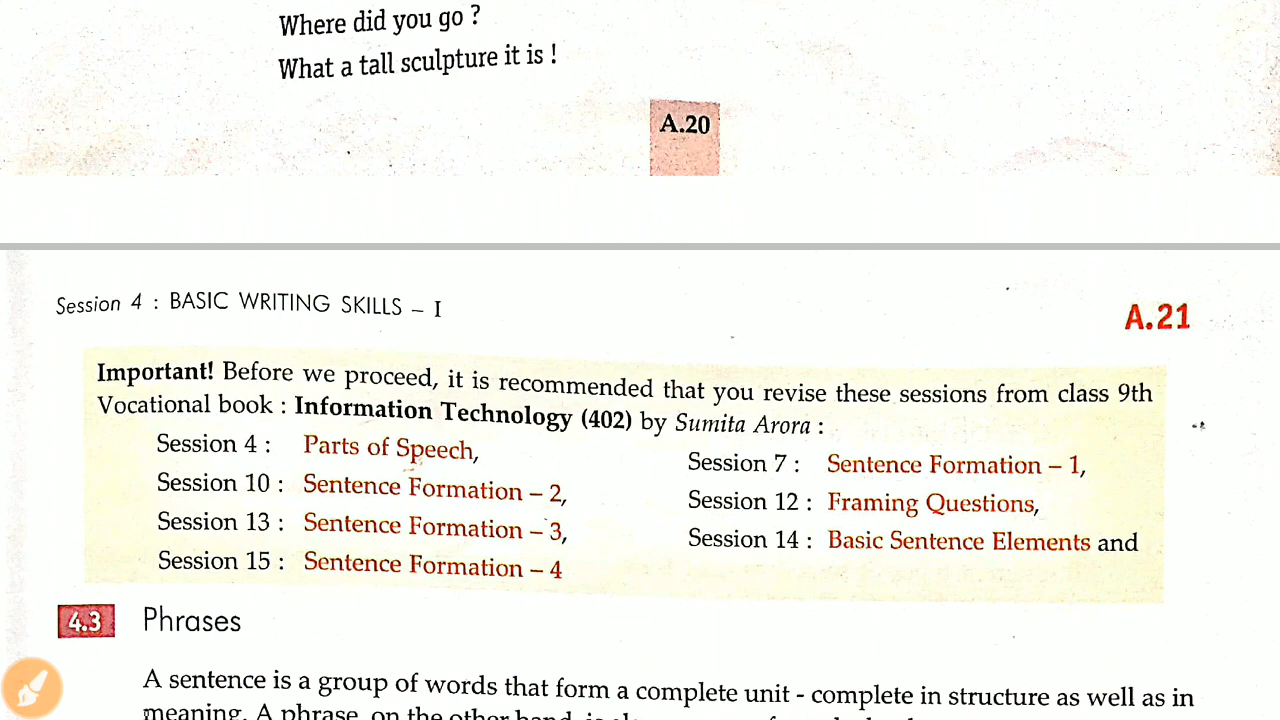 Where did you go ?
What a tall sculpture it is !
A.20
Session 4 : BASIC WRITING SKILLS – I
A.21
Important! Before we proceed, it is recommended that you revise these sessions from class 9th
Vocational book : Information Technology (402) by Sumita Arora :
Session 4 : Parts of Speech,
Session 7 : Sentence Formation – 1,
Session 10 : Sentence Formation – 2,
Session 12 : Framing Questions,
Session 13 : Sentence Formation – 3,
Session 14 : Basic Sentence Elements and
Session 15 : Sentence Formation – 4
4.3 Phrases
A sentence is a group of words that form a complete unit - complete in structure as well as in
meaning. A phrase, on the other hand, is